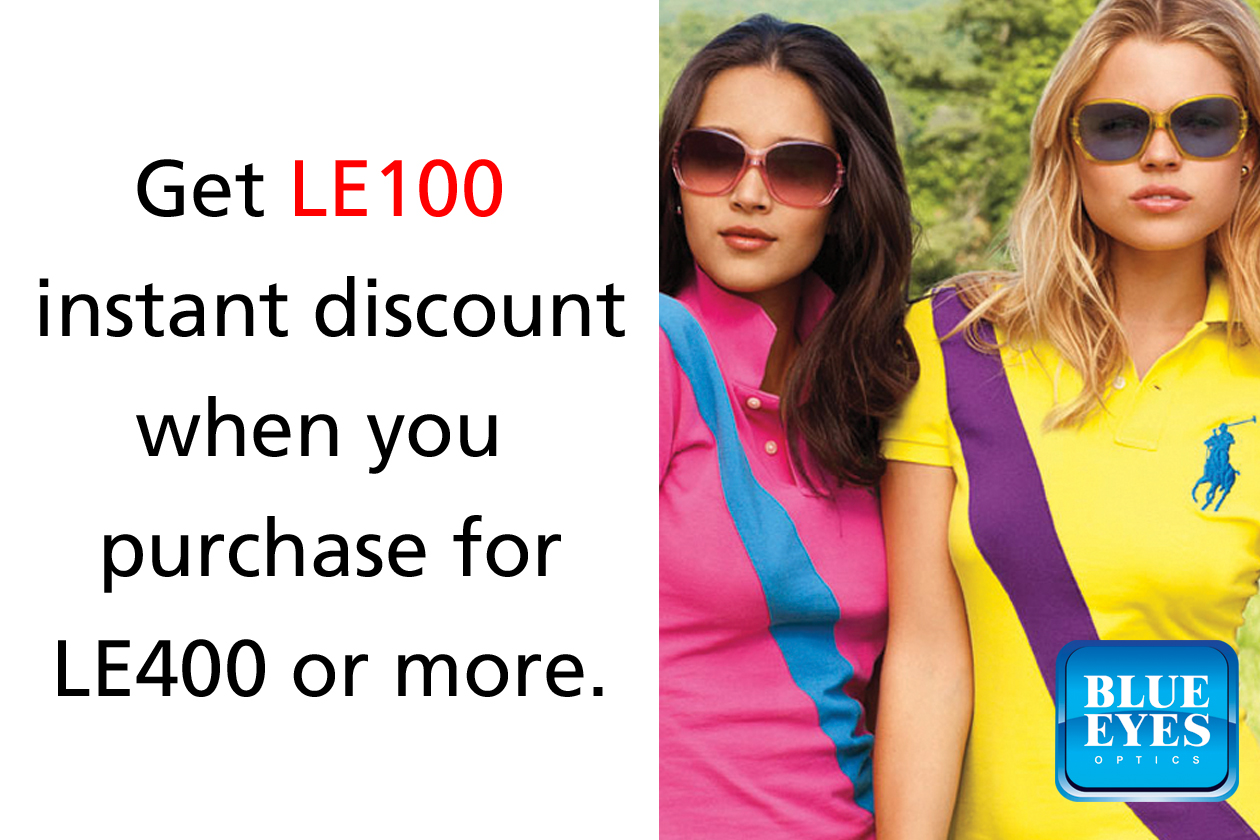 Get LE100
instant discount
when you
purchase for
LE400 or more.
BLUE
EYES
OPTICS